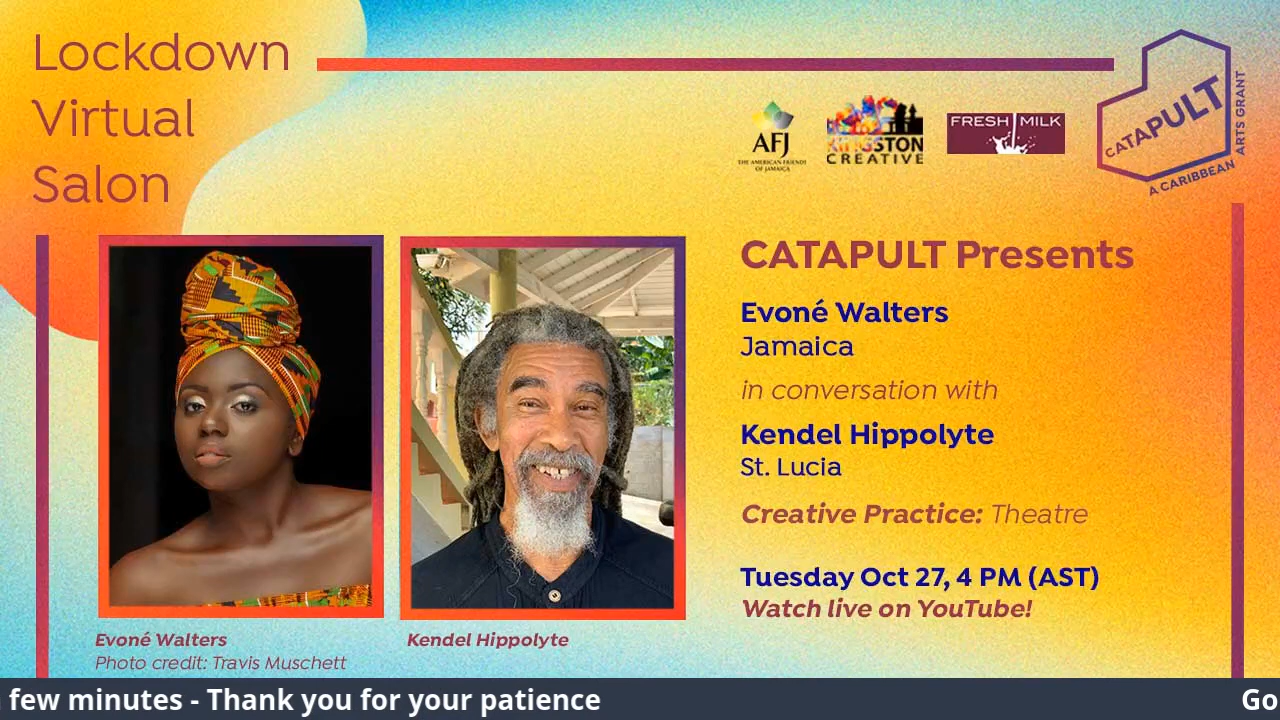 Lockdown
Virtual
Salon
AFJ
THE AMERICAN FRIENDS
OF JAMAICA
KINGSTON
CREATIVE
FRESH MILK
CATAPULT
A CARIBBEAN
ARTS GRANT
CATAPULT Presents
Evoné Walters
Jamaica
in conversation with
Kendel Hippolyte
St. Lucia
Creative Practice: Theatre
Tuesday Oct 27, 4 PM (AST)
Watch live on YouTube!
Evoné Walters
Photo credit: Travis Muschett
Kendel Hippolyte
few minutes - Thank you for your patience
Go